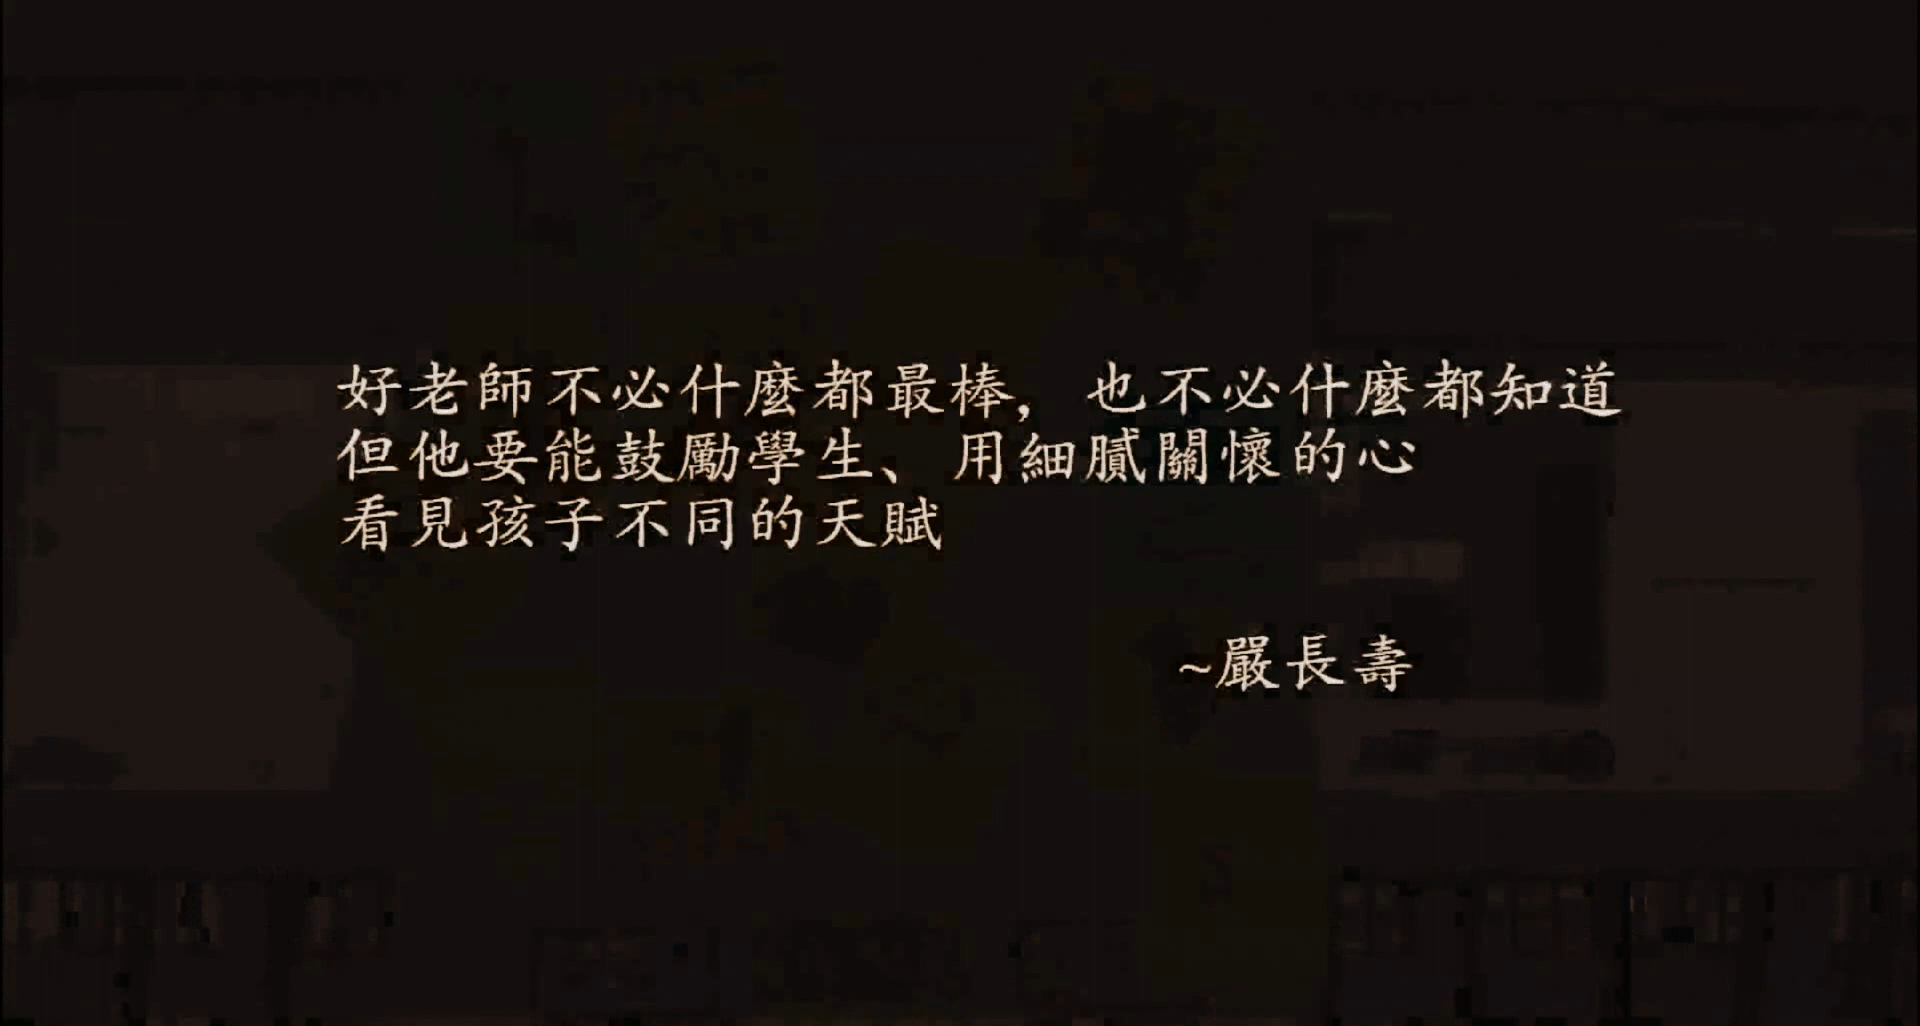 好老師不必什麼都最棒，也不必什麼都知道
但他要能鼓勵學生、用細膩關懷的心
看見孩子不同的天賦
~嚴長壽